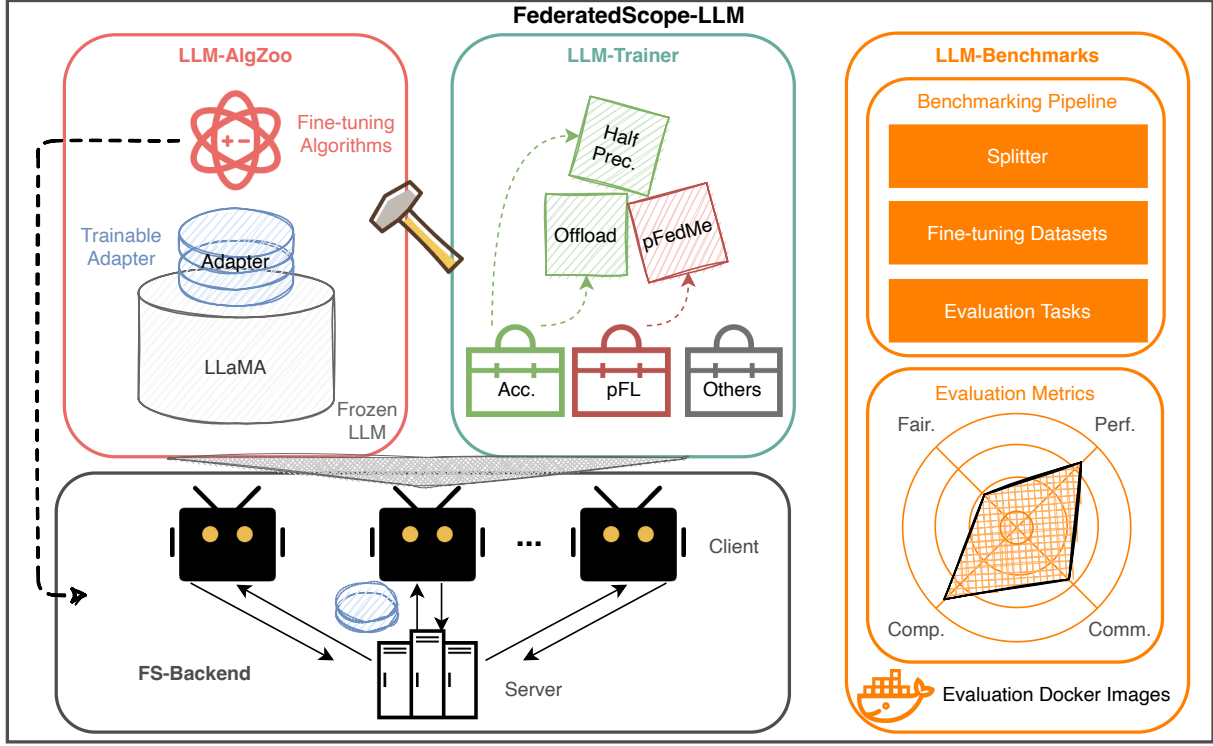 FederatedScope-LLM
LLM-AlgZoo
Fine-tuning
Algorithms
+ -
Trainable
Adapter
Adapter
LLaMA
Frozen
LLM
LLM-Trainer
Half
Prec.
Offload
pFedMe
Acc.
pFL
Others
LLM-Benchmarks
Benchmarking Pipeline
Splitter
Fine-tuning Datasets
Evaluation Tasks
Evaluation Metrics
Fair.
Perf.
Comp.
Comm.
Evaluation Docker Images
...
Client
FS-Backend
Server